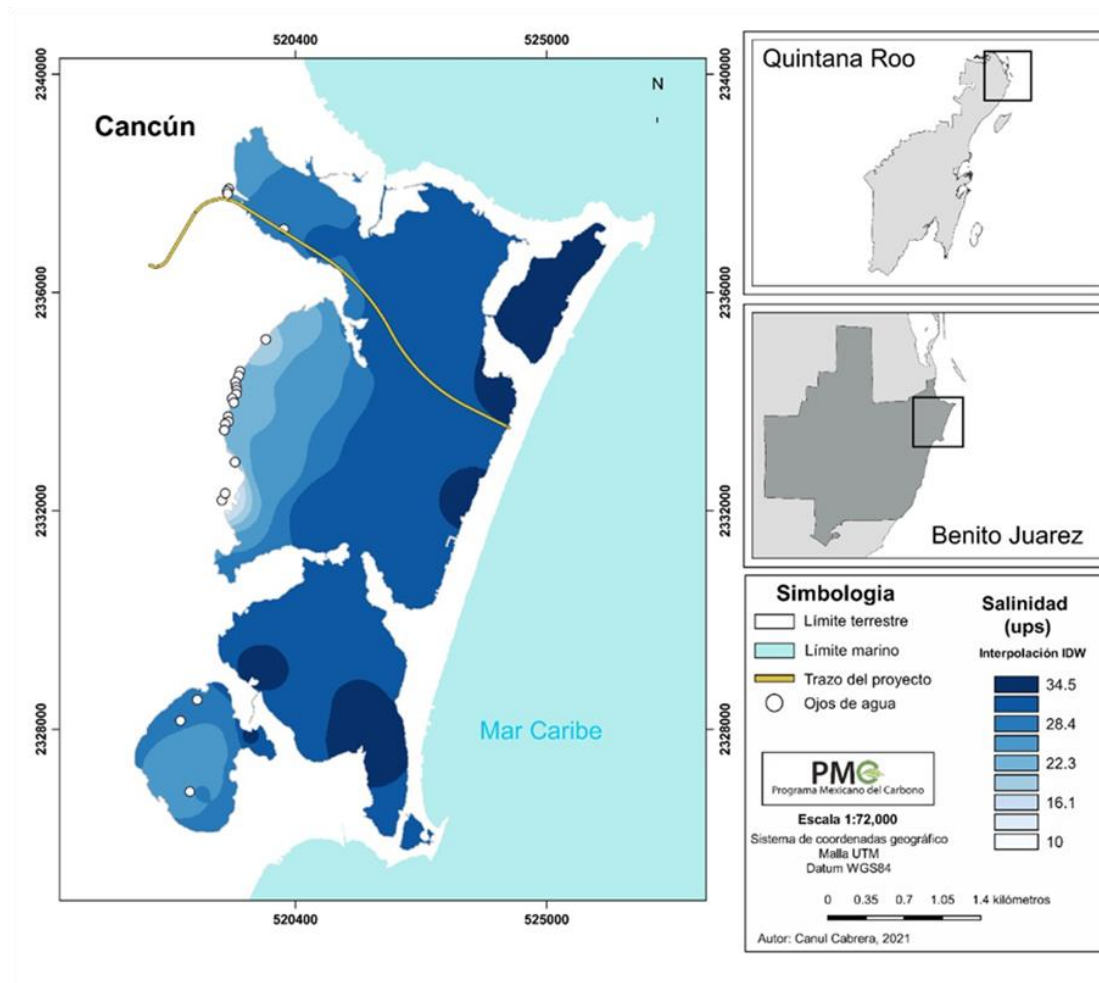 520400
525000
2340000
2340000
N
Cancún
2336000
2336000
2332000
2332000
2328000
2328000
Mar Caribe
520400
525000
Quintana Roo
Benito Juarez
Simbologia
Límite terrestre
Límite marino
Trazo del proyecto
Ojos de agua
Salinidad
(ups)
Interpolación IDW
34.5
28.4
22.3
16.1
10
PMC
Programa Mexicano del Carbono
Escala 1:72,000
Sistema de coordenadas geográfico
Malla UTM
Datum WGS84
0 0.35 0.7 1.05 1.4 kilómetros
Autor: Canul Cabrera, 2021